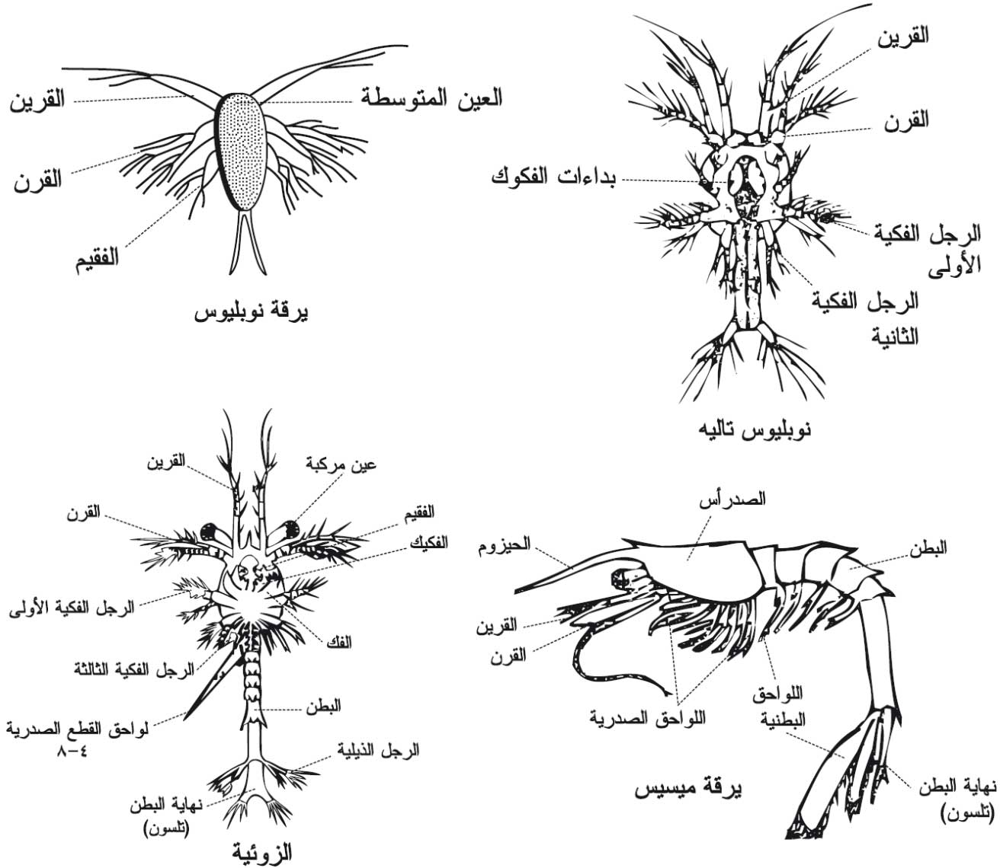 القرين
العين المتوسطة
القرن
الفقيم
يرقة نوبليوس
القرين
القرن
بداءات الفكوك
الرجل الفكية
الأولى
الرجل الفكية
الثانية
نوبليوس تاليه
القرين
عين مركبة
القرن
الفقيم
الفكيك
الرجل الفكية الأولى
الفك
الرجل الفكية الثالثة
البطن
لواحق القطع الصدرية
٤-٨
الرجل الذيلية
نهاية البطن
(تلسون)
الزوئية
الصدرأس
الحيزوم
البطن
القرين
القرن
اللواحق الصدرية
اللواحق
البطنية
نهاية البطن
(تلسون)
يرقة ميسيس